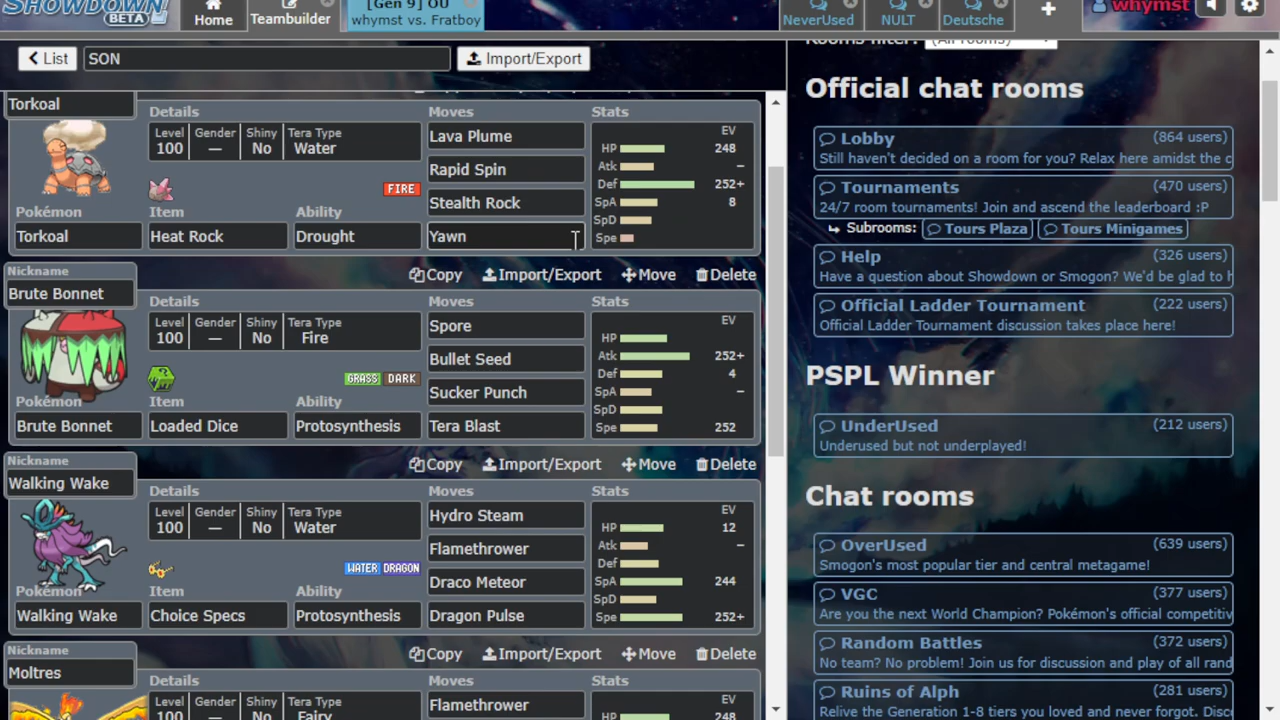 SHOWDOWN
BETA
Home
Teambuilder
[Gen 9] OU
whymst vs. Fratboy
NeverUsed
NULT
Deutsche
whymst
List
SON
Import/Export
Torkoal
Details
Moves
Stats
Level
100
Gender
—
Shiny
No
Tera Type
Water
FIRE
Pokémon
Torkoal
Item
Heat Rock
Ability
Drought
Lava Plume
Rapid Spin
Stealth Rock
Yawn
EV
HP 248
Atk –
Def 252+
SpA 8
SpD
Spe
Copy Import/Export Move Delete
Nickname
Brute Bonnet
Details
Moves
Stats
Level
100
Gender
—
Shiny
No
Tera Type
Fire
GRASS DARK
Pokémon
Brute Bonnet
Item
Loaded Dice
Ability
Protosynthesis
Spore
Bullet Seed
Sucker Punch
Tera Blast
EV
HP
Atk 252+
Def 4
SpA –
SpD
Spe 252
Copy Import/Export Move Delete
Nickname
Walking Wake
Details
Moves
Stats
Level
100
Gender
—
Shiny
No
Tera Type
Water
WATER DRAGON
Pokémon
Walking Wake
Item
Choice Specs
Ability
Protosynthesis
Hydro Steam
Flamethrower
Draco Meteor
Dragon Pulse
EV
HP 12
Atk –
Def
SpA 244
SpD
Spe 252+
Copy Import/Export Move Delete
Nickname
Moltres
Details
Moves
Stats
Level
100
Gender
—
Shiny
No
Tera Type
Fairy
Flamethrower
EV
HP 248
Rooms filter: (All rooms)
Official chat rooms
Lobby (864 users)
Still haven't decided on a room for you? Relax here amidst the c
Tournaments (470 users)
24/7 room tournaments! Join and ascend the leaderboard :P
Subrooms: Tours Plaza Tours Minigames
Help (326 users)
Have a question about Showdown or Smogon? We'd be glad to h
Official Ladder Tournament (222 users)
Official Ladder Tournament discussion takes place here!
PSPL Winner
UnderUsed (212 users)
Underused but not underplayed!
Chat rooms
OverUsed (639 users)
Smogon's most popular tier and central metagame!
VGC (377 users)
Are you the next World Champion? Pokémon's official competitiv
Random Battles (372 users)
No team? No problem! Join us for discussion and play of all rand
Ruins of Alph (281 users)
Relive the Generation 1-8 tiers you loved and never forgot. Disc